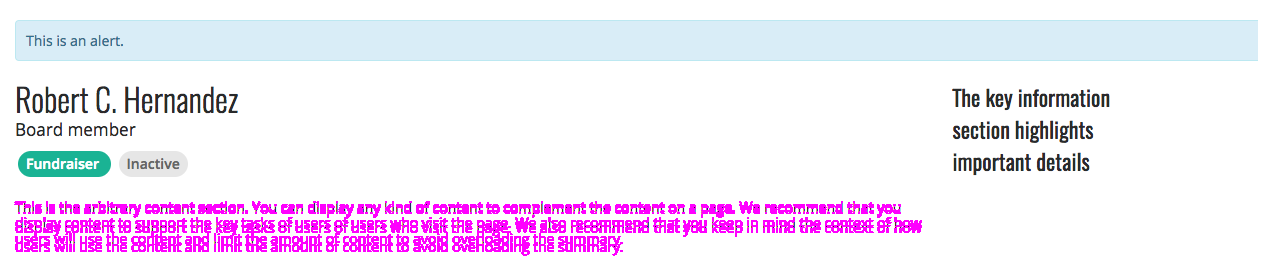 This is an alert.
Robert C. Hernandez
Board member
Fundraiser Inactive
The key information
section highlights
important details
This is the arbitrary content section. You can display any kind of content to complement the content on a page. We recommend that you
display content to support the key tasks of users of users who visit the page. We also recommend that you keep in mind the context of how
users will use the content and limit the amount of content to avoid overloading the summary.